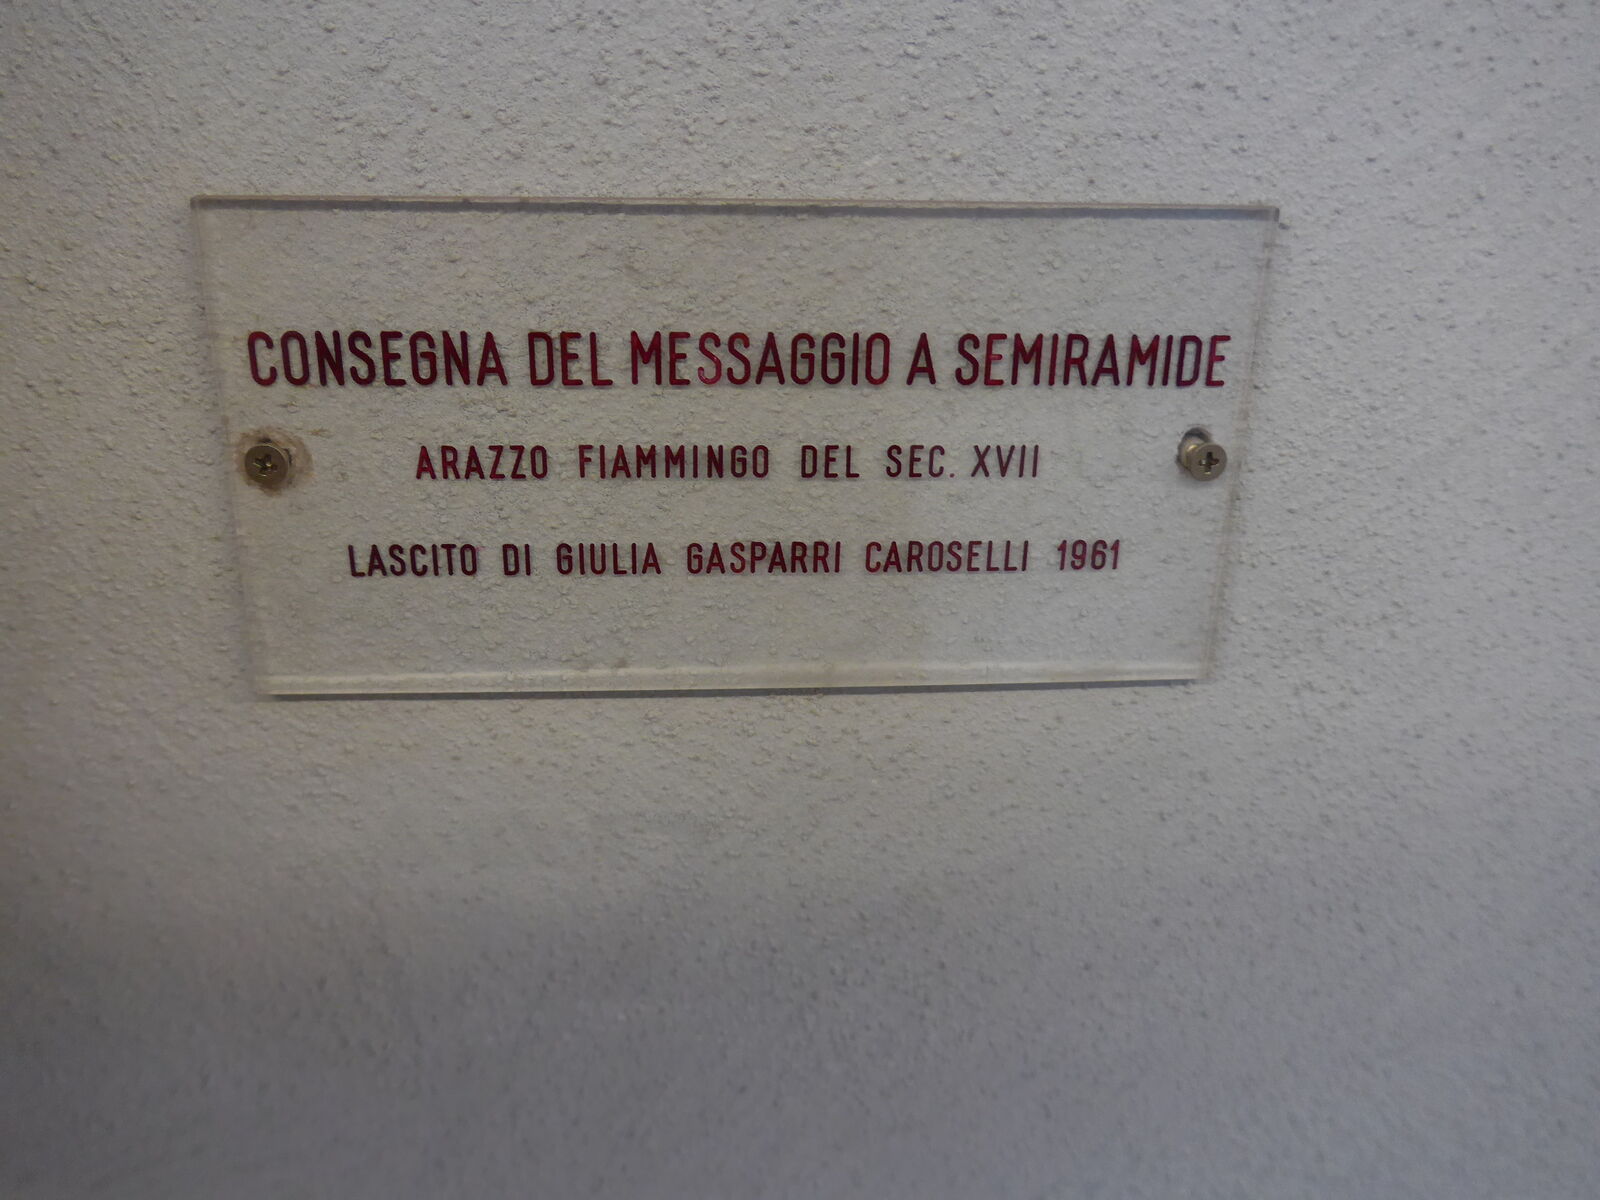 CONSEGNA DEL MESSAGGIO A SEMIRAMIDE
ARAZZO FIAMMINGO DEL SEC. XVII
LASCITO DI GIULIA GASPARRI CAROSELLI 1961